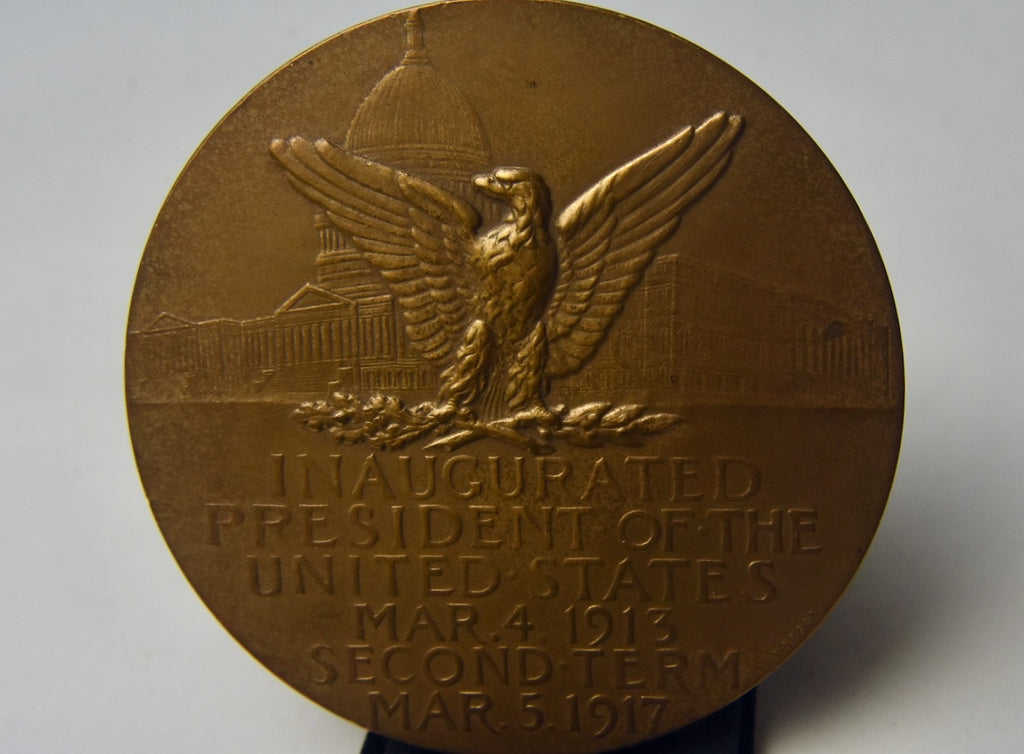 INAUGURATED
PRESIDENT OF·THE
UNITED·STATES
MAR.4.1913
SECOND·TERM
MAR.5.1917